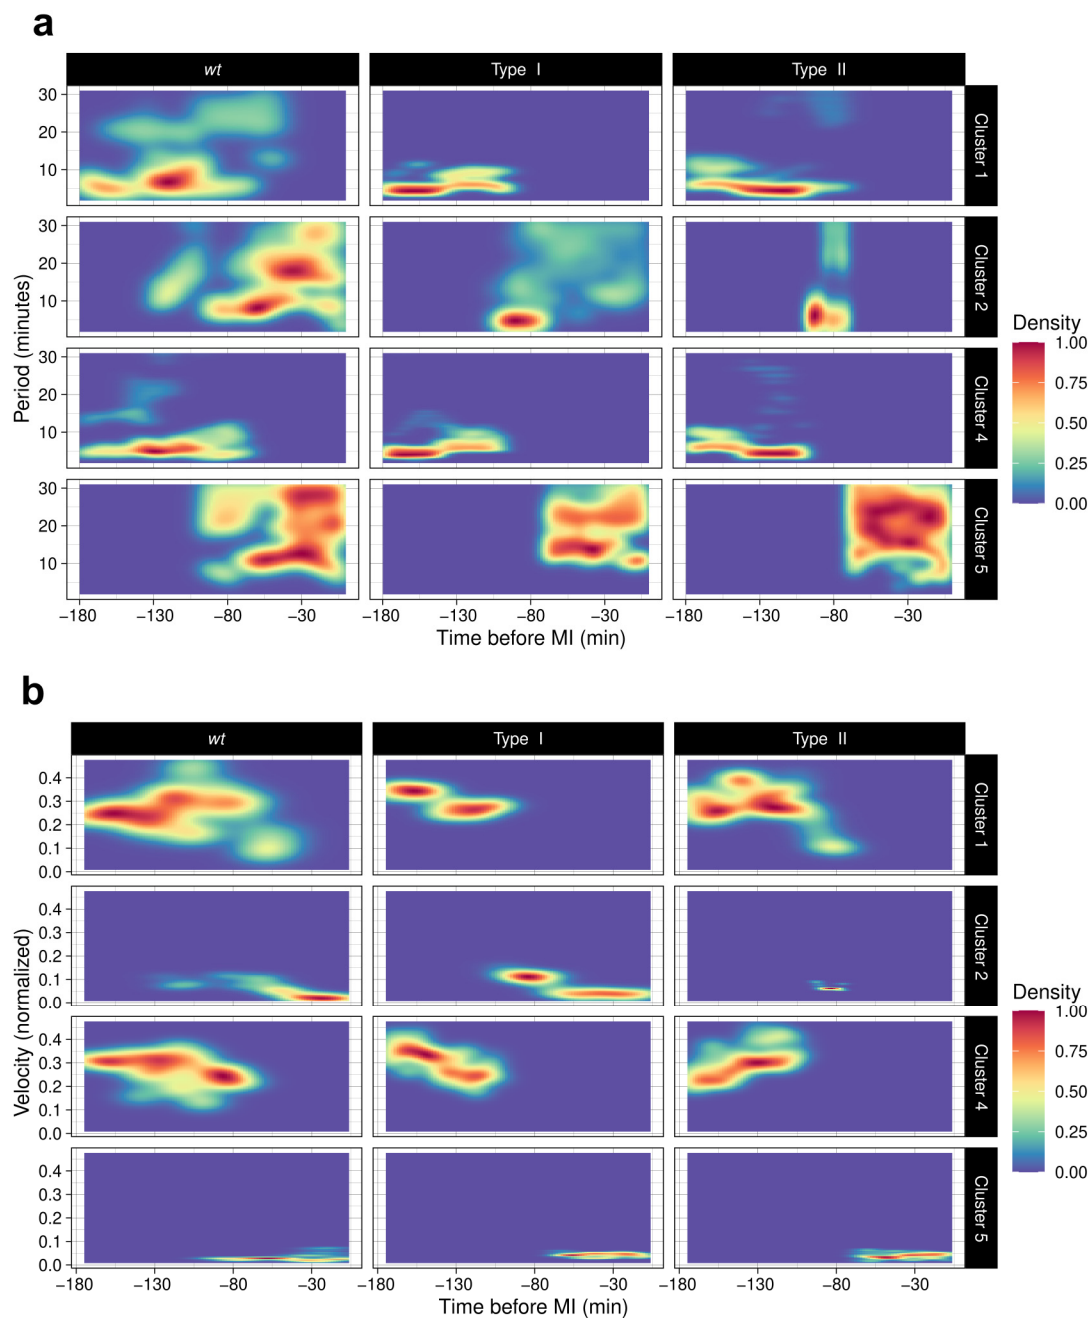 a
wt Type I Type II
30
20
10
Cluster 1
30
20
10
Cluster 2
30
20
10
Cluster 4
30
20
10
Cluster 5
Period (minutes)
−180 −130 −80 −30 −180 −130 −80 −30 −180 −130 −80 −30
Time before MI (min)
Density
1.00
0.75
0.50
0.25
0.00
b
wt Type I Type II
0.4
0.3
0.2
0.1
0.0
Cluster 1
0.4
0.3
0.2
0.1
0.0
Cluster 2
0.4
0.3
0.2
0.1
0.0
Cluster 4
0.4
0.3
0.2
0.1
0.0
Cluster 5
Velocity (normalized)
−180 −130 −80 −30 −180 −130 −80 −30 −180 −130 −80 −30
Time before MI (min)
Density
1.00
0.75
0.50
0.25
0.00